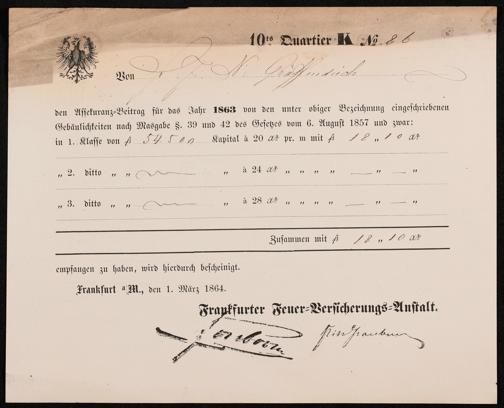 10tes Quartier K No 86
Von
den Assekuranz-Beitrag für das Jahr 1863 von den unter obiger Bezeichnung eingeschriebenen
Gebäulichkeiten nach Masgabe §. 39 und 42 des Gesetzes vom 6. August 1857 und zwar:
in 1. Klasse von fl 54500 Kapital à 20 xr pr. m mit fl 18 „ 10 xr
„ 2. ditto „ „ „ à 24 xr „ „ „ „ — „ —
„ 3. ditto „ „ „ à 28 xr „ „ „ „ — „ —
Zusammen mit fl 18 „ 10 xr
empfangen zu haben, wird hierdurch bescheinigt.
Frankfurt a/M., den 1. März 1864.
Frankfurter Feuer-Versicherungs-Anstalt.